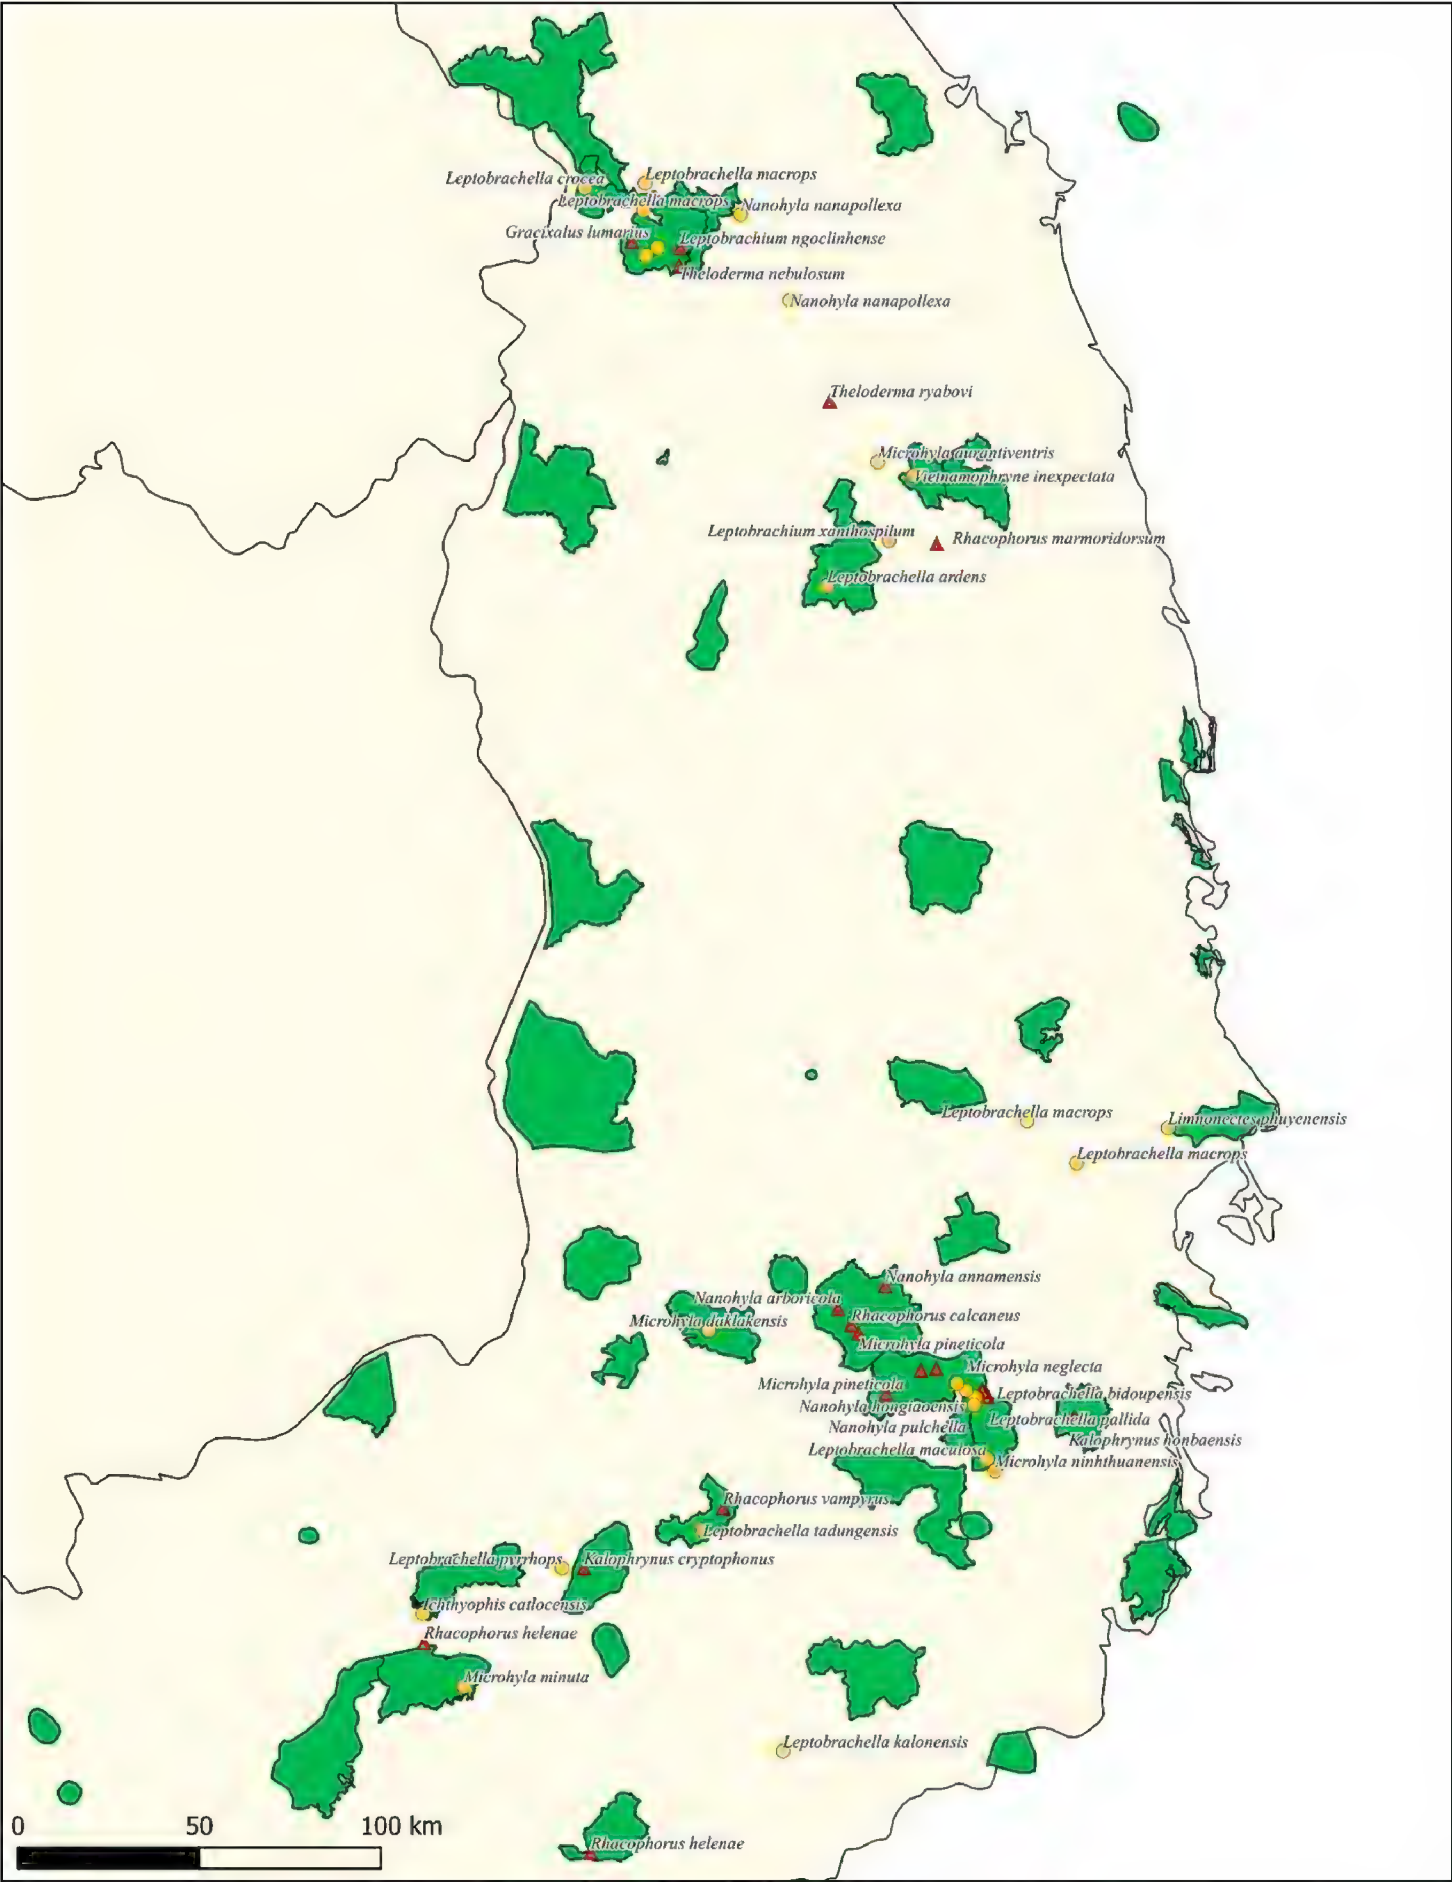 Leptobrachella macrops
Leptobrachella crocea
Leptobrachella macrops
Nanohyla nanapollexa
Gracixalus lumarius
Leptobrachium ngoclinhense
Theloderma nebulosum
Nanohyla nanapollexa
Theloderma ryabovi
Microhyla aurantiventris
Vietnamophryne inexpectata
Leptobrachium xanthospilum
Rhacophorus marmoridorsum
Leptobrachella ardens
Leptobrachella macrops
Limnonectes phuyenensis
Leptobrachella macrops
Nanohyla annamensis
Nanohyla arboricola
Rhacophorus calcaneus
Microhyla daklakensis
Microhyla pineticola
Microhyla neglecta
Microhyla pineticola
Leptobrachella bidoupensis
Nanohyla hongiaoensis
Leptobrachella pallida
Nanohyla pulchella
Kalophrynus honbaensis
Leptobrachella maculosa
Microhyla ninhthuanensis
Rhacophorus vampyrus
Leptobrachella tadungensis
Leptobrachella pyrrhops
Kalophrynus cryptophonus
Ichthyophis catlocensis
Rhacophorus helenae
Microhyla minuta
Leptobrachella kalonensis
0 50 100 km
Rhacophorus helenae